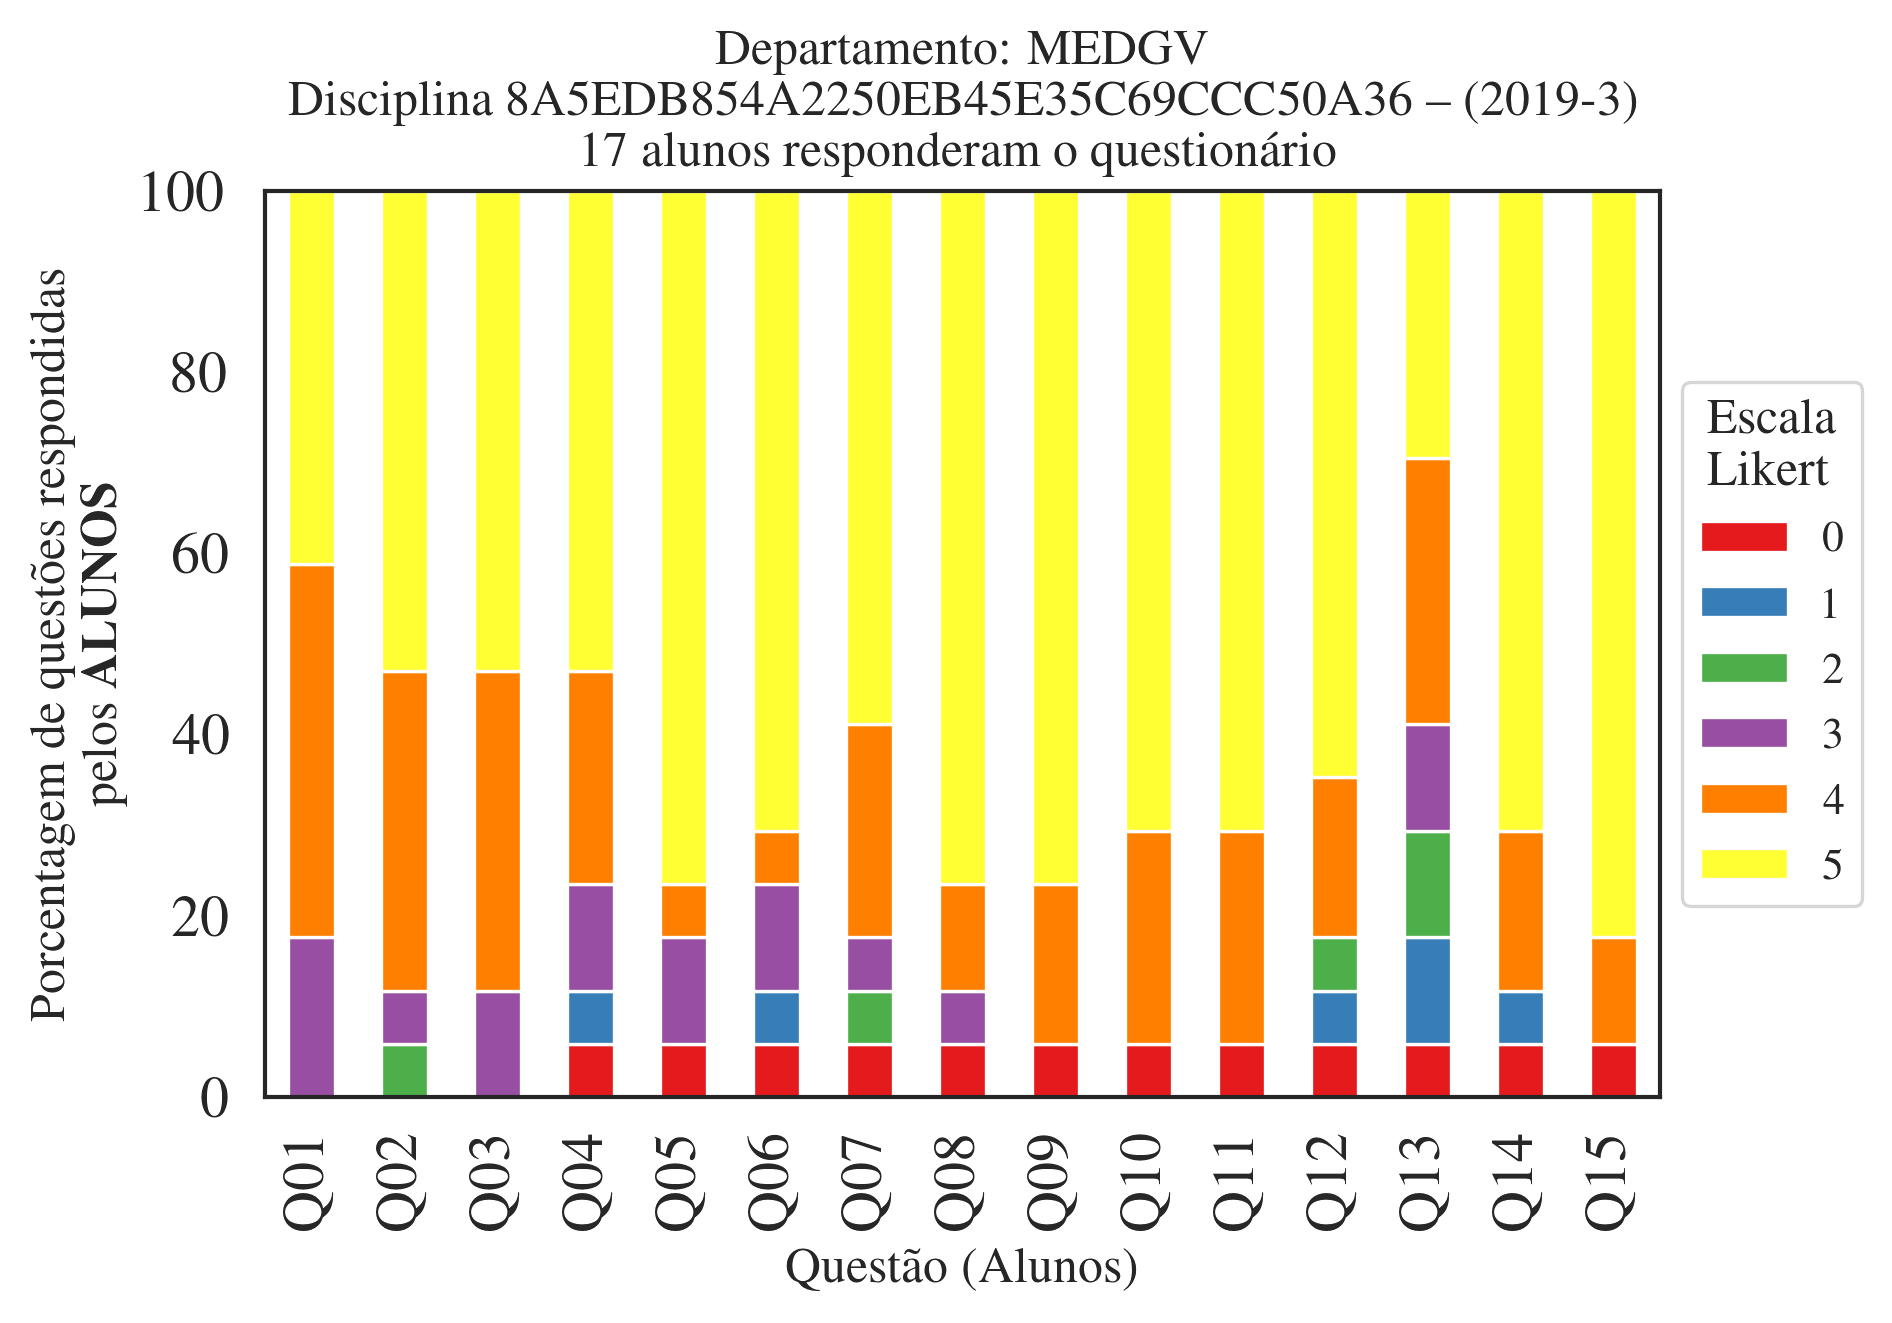 Departamento: MEDGV
Disciplina 8A5EDB854A2250EB45E35C69CCC50A36 – (2019-3)
17 alunos responderam o questionário
Porcentagem de questões respondidas
pelos ALUNOS
100
80
60
40
20
0
Q01
Q02
Q03
Q04
Q05
Q06
Q07
Q08
Q09
Q10
Q11
Q12
Q13
Q14
Q15
Questão (Alunos)
Escala
Likert
0
1
2
3
4
5